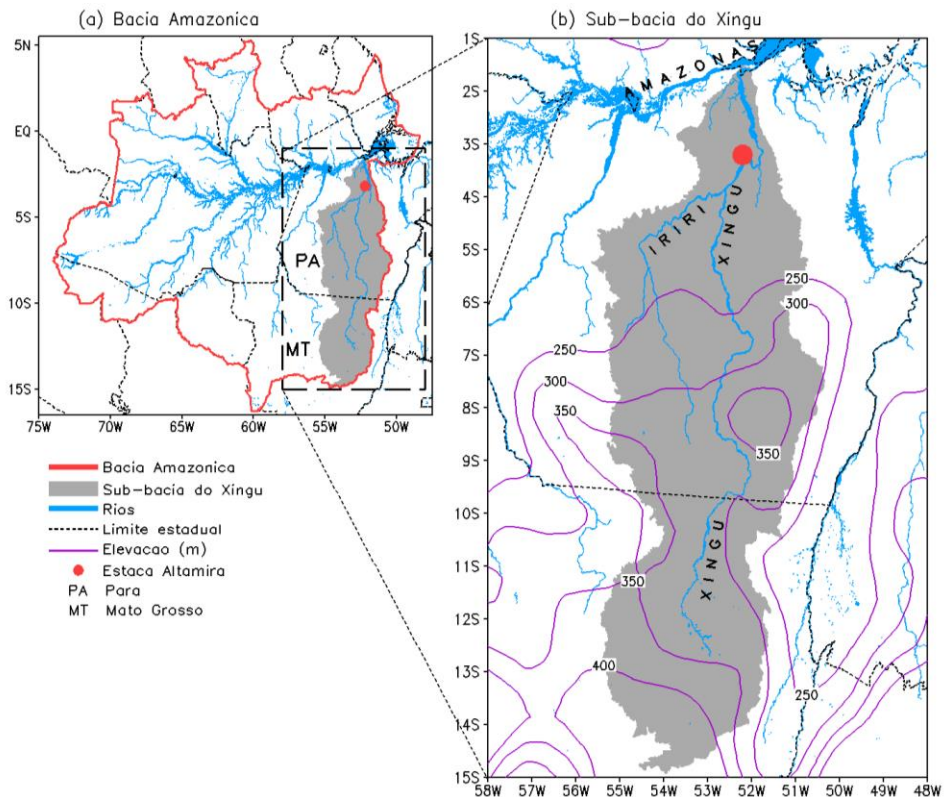 (a) Bacia Amazonica
5N
EQ
5S
10S
15S
75W 70W 65W 60W 55W 50W
PA
MT
Bacia Amazonica
Sub-bacia do Xingu
Rios
Limite estadual
Elevacao (m)
Estaca Altamira
PA Para
MT Mato Grosso
(b) Sub-bacia do Xingu
1S
2S
3S
4S
5S
6S
7S
8S
9S
10S
11S
12S
13S
14S
15S
58W 57W 56W 55W 54W 53W 52W 51W 50W 49W 48W
AMAZONAS
IRIRI
XINGU
250
300
250
300
350
350
XINGU
350
400
250